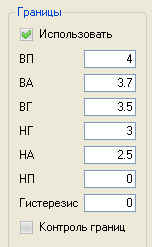 Границы
Использовать
ВП 4
ВА 3.7
ВГ 3.5
НГ 3
НА 2.5
НП 0
Гистерезис 0
Контроль границ